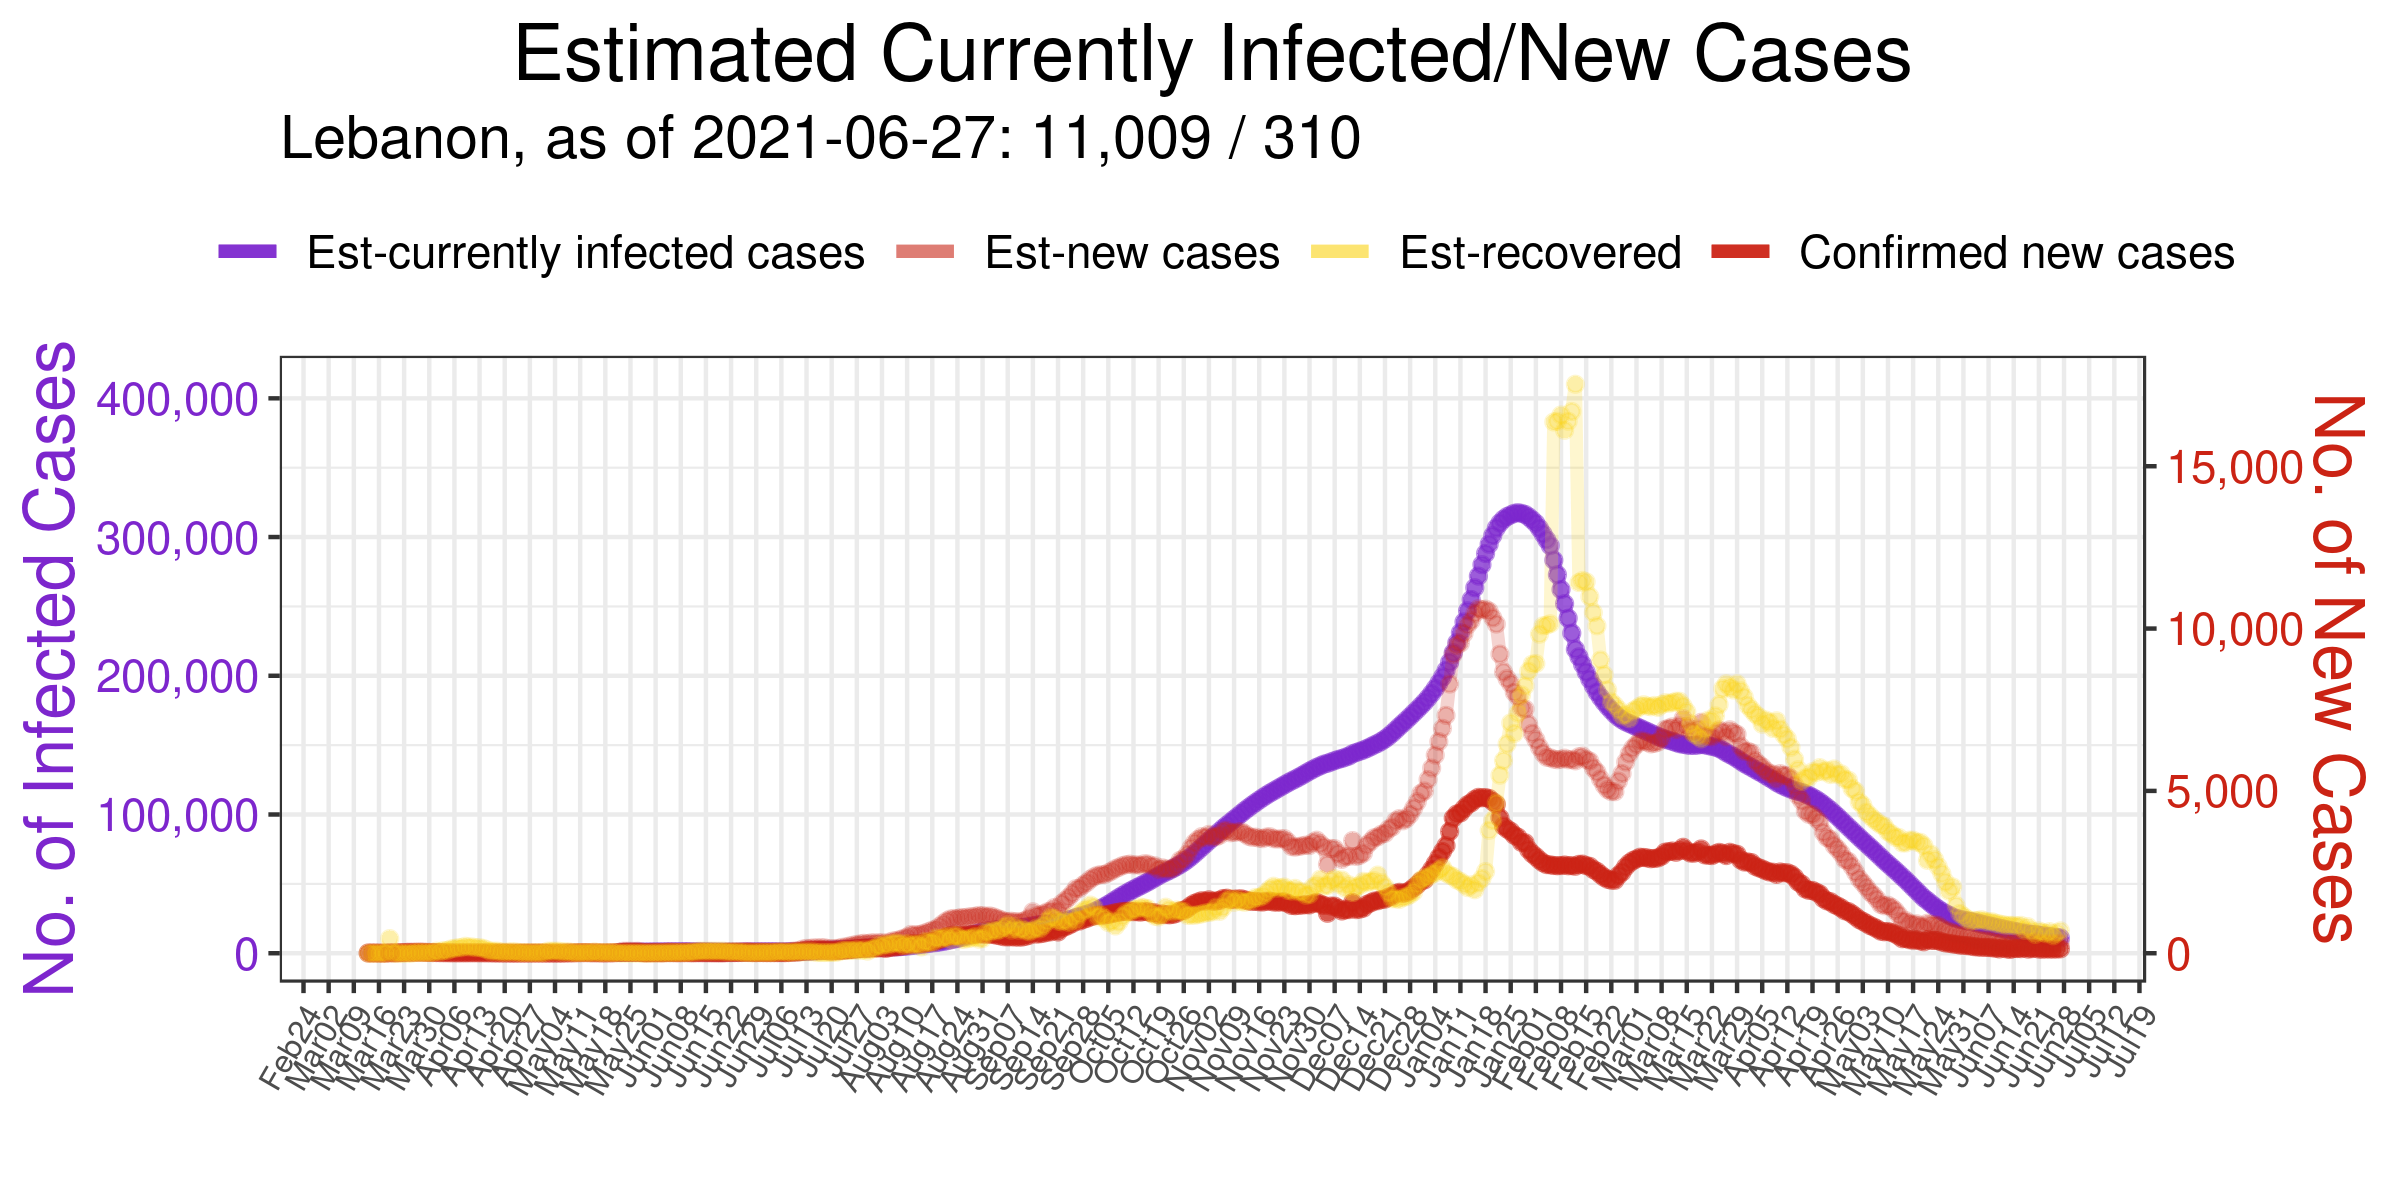 Estimated Currently Infected/New Cases
Lebanon, as of 2021-06-27: 11,009 / 310
Est-currently infected cases
Est-new cases
Est-recovered
Confirmed new cases
No. of Infected Cases
400,000
300,000
200,000
100,000
0
15,000
10,000
5,000
0
No. of New Cases
Feb24
Mar02
Mar09
Mar16
Mar23
Mar30
Apr06
Apr13
Apr20
Apr27
May04
May11
May18
May25
Jun01
Jun08
Jun15
Jun22
Jun29
Jul06
Jul13
Jul20
Jul27
Aug03
Aug10
Aug17
Aug24
Aug31
Sep07
Sep14
Sep21
Sep28
Oct05
Oct12
Oct19
Oct26
Nov02
Nov09
Nov16
Nov23
Nov30
Dec07
Dec14
Dec21
Dec28
Jan04
Jan11
Jan18
Jan25
Feb01
Feb08
Feb15
Feb22
Mar01
Mar08
Mar15
Mar22
Mar29
Apr05
Apr12
Apr19
Apr26
May03
May10
May17
May24
May31
Jun07
Jun14
Jun21
Jun28
Jul05
Jul12
Jul19